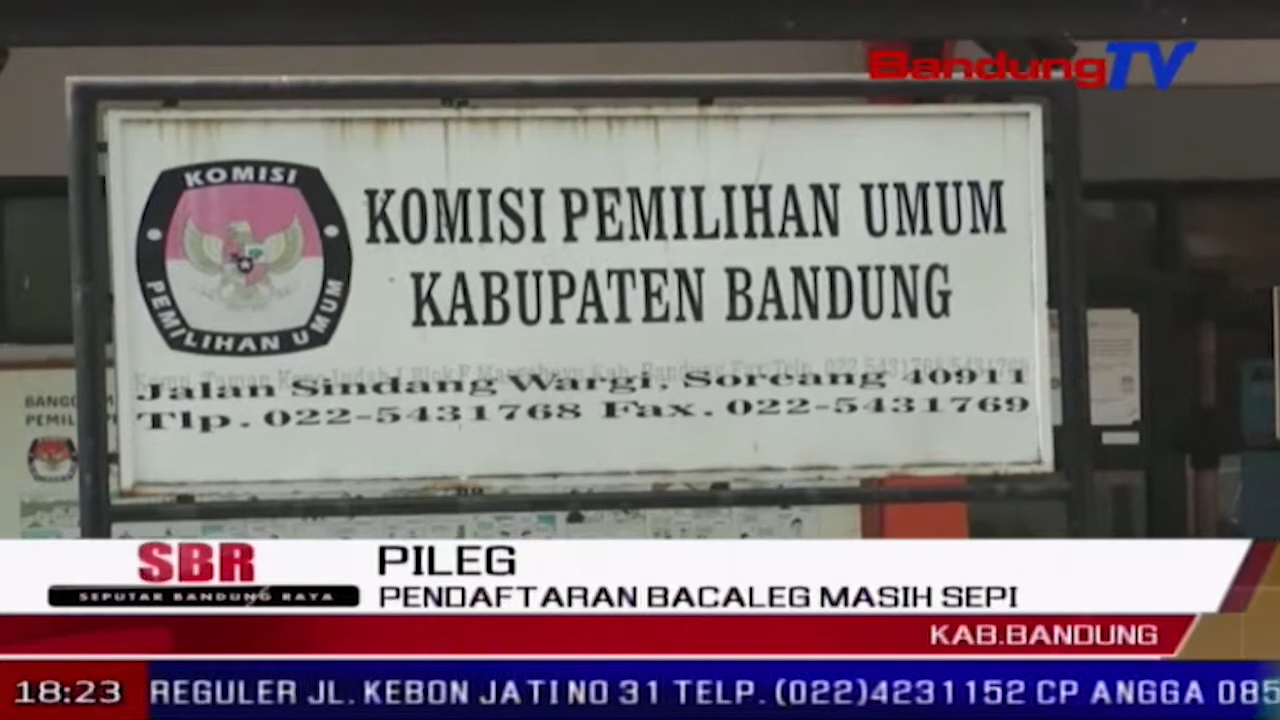 BandungTV
KOMISI
PEMILIHAN UMUM
KOMISI PEMILIHAN UMUM
KABUPATEN BANDUNG
Jalan Sindang Wargi. Soreang 40911
Tlp. 022-5431768 Fax. 022-5431769
SBR
SEPUTAR BANDUNG RAYA
PILEG
PENDAFTARAN BACALEG MASIH SEPI
KAB.BANDUNG
18:23
REGULER JL. KEBON JATI NO 31 TELP. (022)4231152 CP ANGGA 085